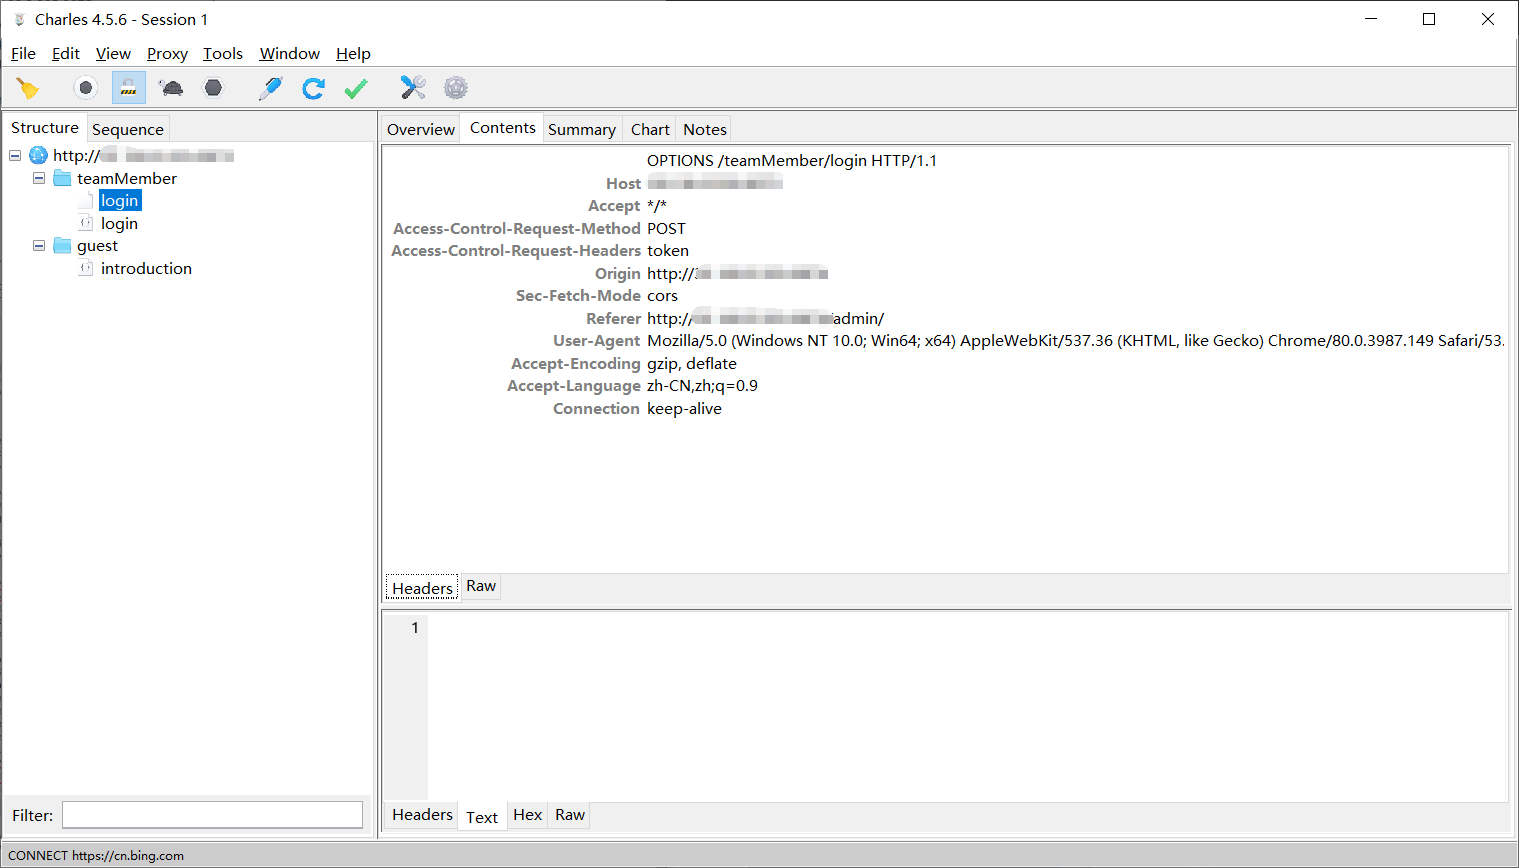 Charles 4.5.6 - Session 1
File Edit View Proxy Tools Window Help
Structure Sequence
http://
teamMember
login
login
guest
introduction
Filter:
Overview Contents Summary Chart Notes
OPTIONS /teamMember/login HTTP/1.1
Host
Accept */*
Access-Control-Request-Method POST
Access-Control-Request-Headers token
Origin http://
Sec-Fetch-Mode cors
Referer http:// /admin/
User-Agent Mozilla/5.0 (Windows NT 10.0; Win64; x64) AppleWebKit/537.36 (KHTML, like Gecko) Chrome/80.0.3987.149 Safari/53.
Accept-Encoding gzip, deflate
Accept-Language zh-CN,zh;q=0.9
Connection keep-alive
Headers Raw
1
Headers Text Hex Raw
CONNECT https://cn.bing.com